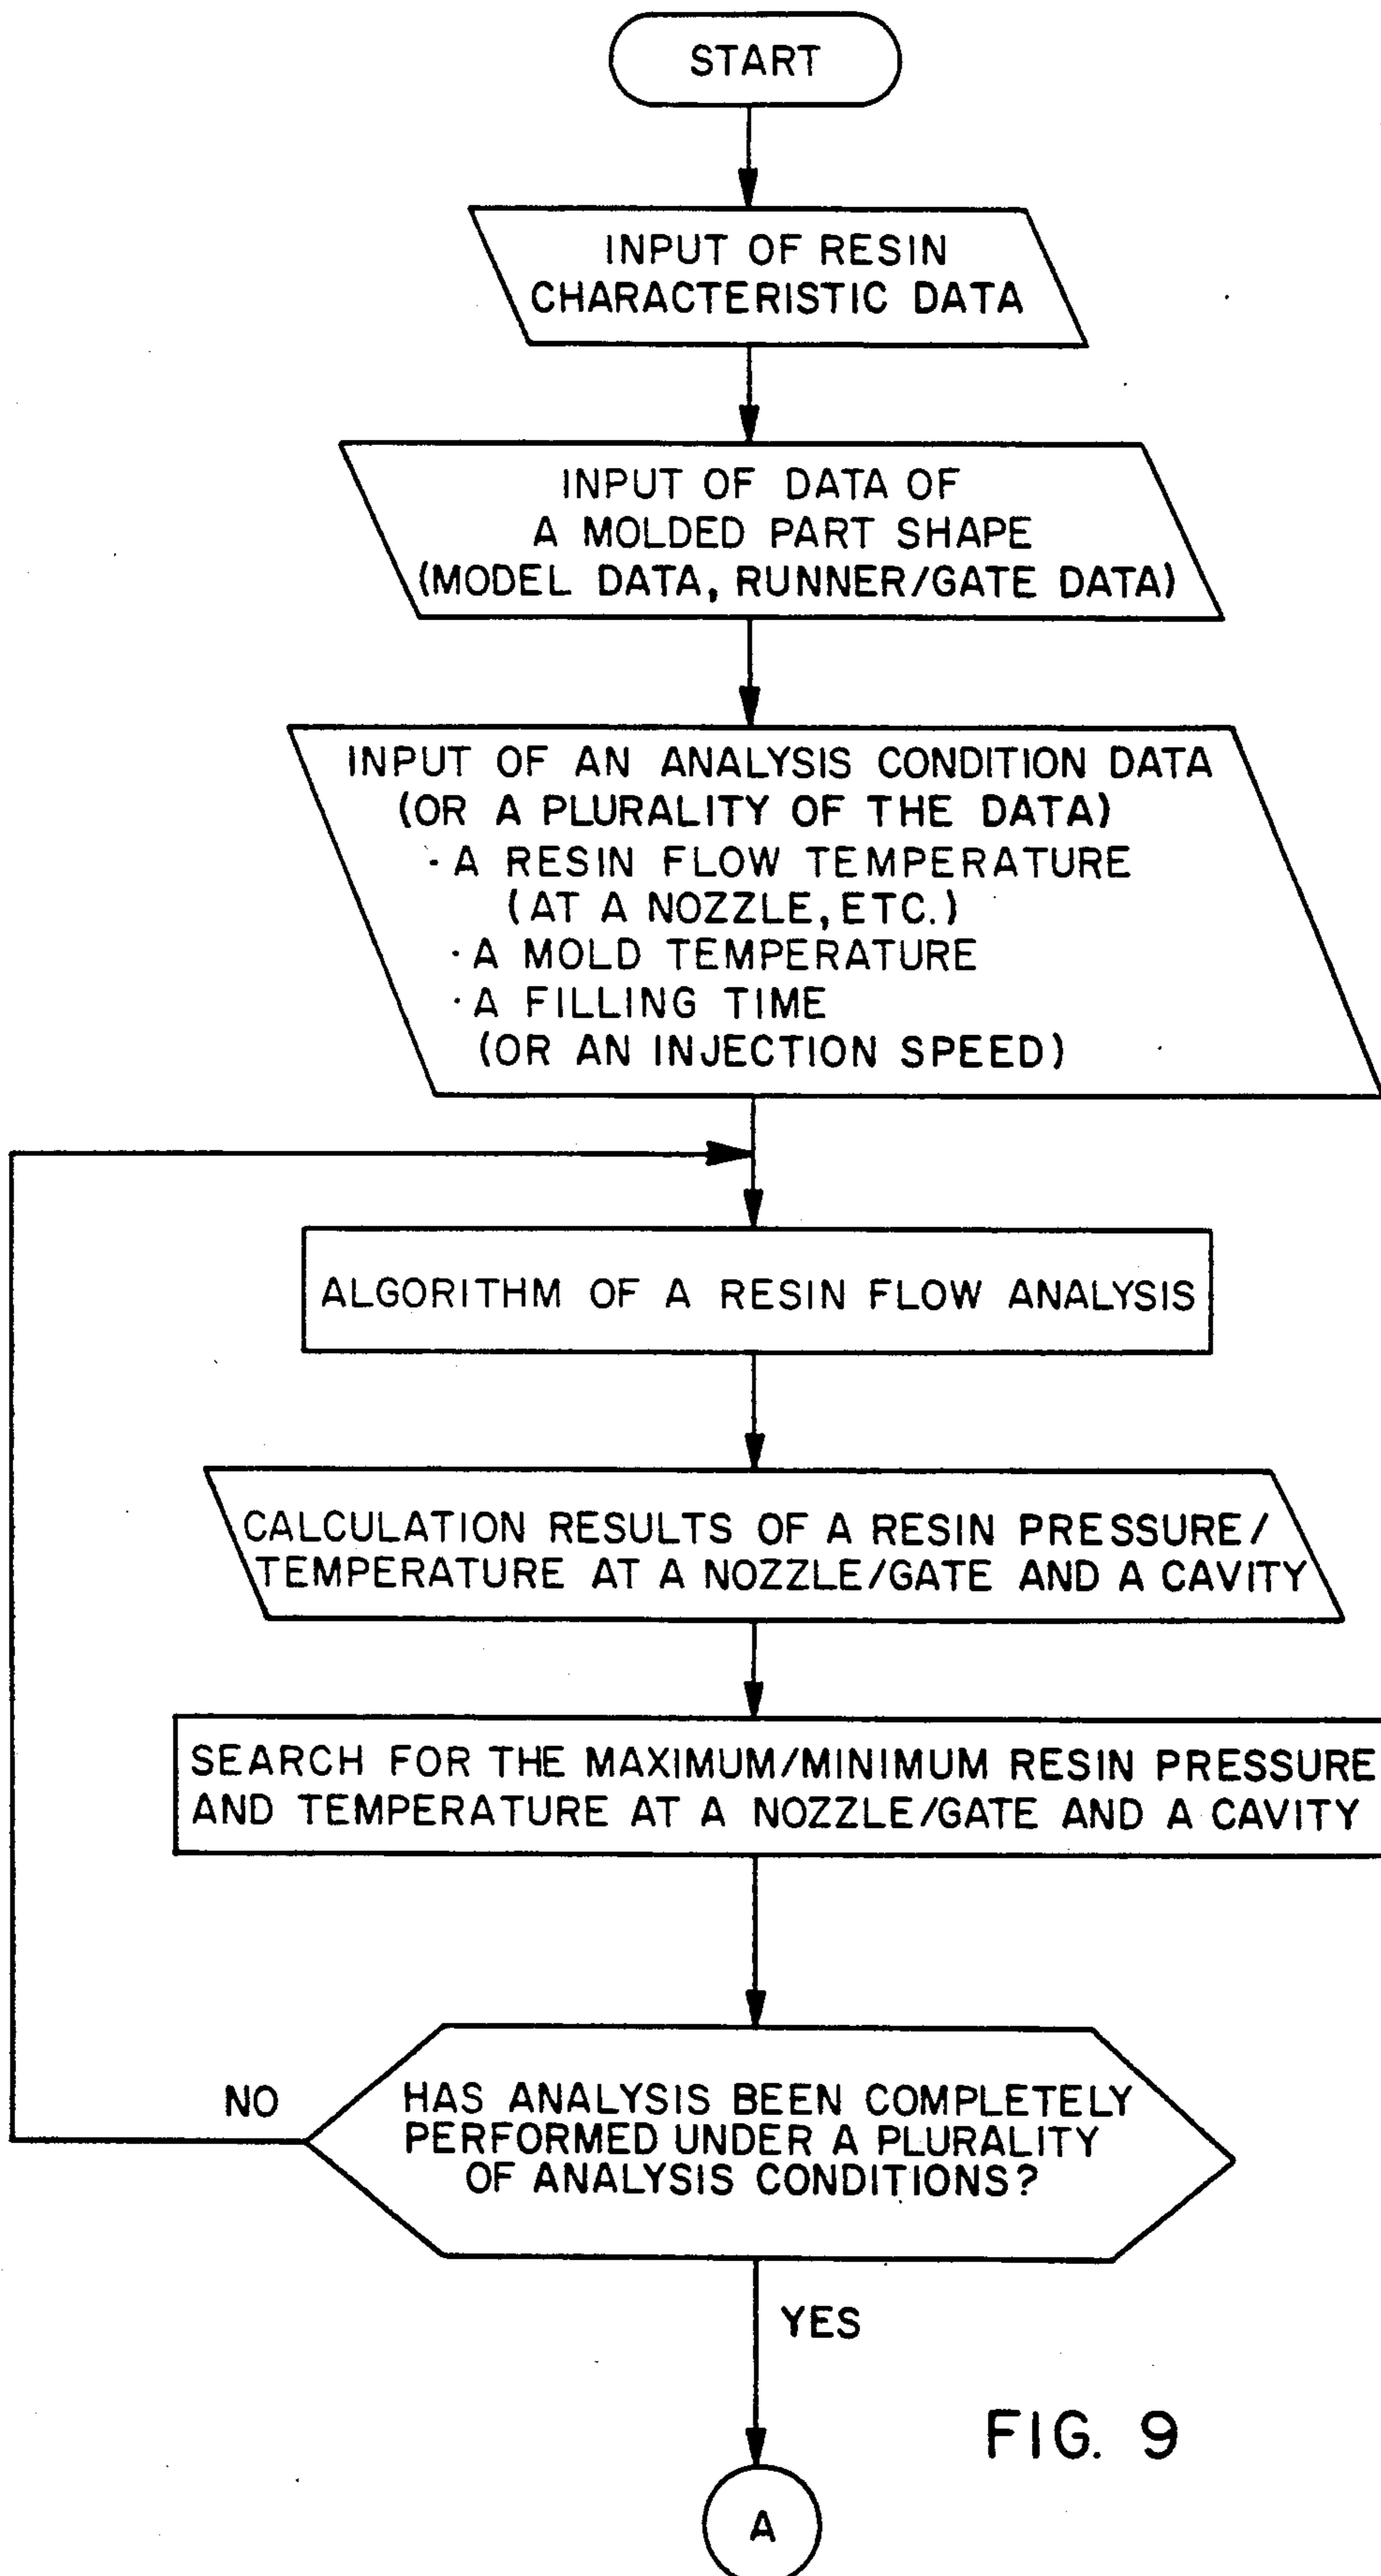 START
INPUT OF RESIN
CHARACTERISTIC DATA
INPUT OF DATA OF
A MOLDED PART SHAPE
(MODEL DATA, RUNNER/GATE DATA)
INPUT OF AN ANALYSIS CONDITION DATA
(OR A PLURALITY OF THE DATA)
· A RESIN FLOW TEMPERATURE
(AT A NOZZLE, ETC.)
· A MOLD TEMPERATURE
· A FILLING TIME
(OR AN INJECTION SPEED)
ALGORITHM OF A RESIN FLOW ANALYSIS
CALCULATION RESULTS OF A RESIN PRESSURE/
TEMPERATURE AT A NOZZLE/GATE AND A CAVITY
SEARCH FOR THE MAXIMUM/MINIMUM RESIN PRESSURE
AND TEMPERATURE AT A NOZZLE/GATE AND A CAVITY
NO
HAS ANALYSIS BEEN COMPLETELY
PERFORMED UNDER A PLURALITY
OF ANALYSIS CONDITIONS?
YES
FIG. 9
A